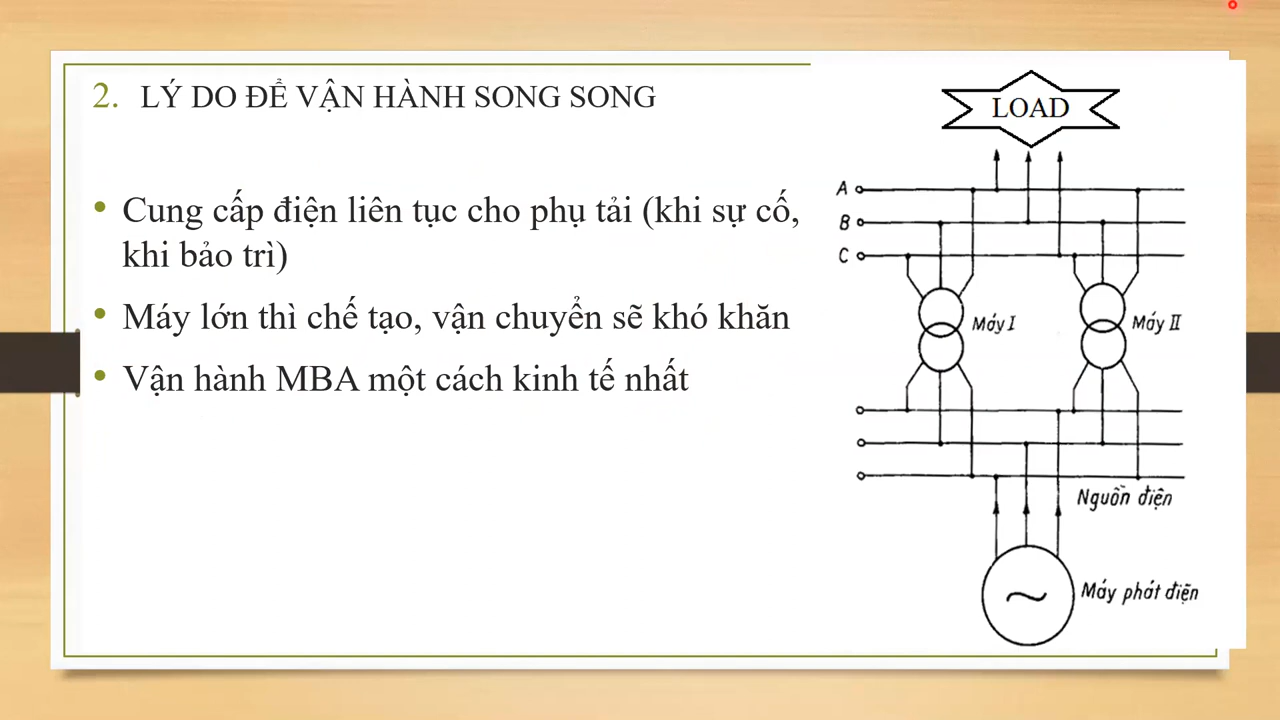 2. LÝ DO ĐỂ VẬN HÀNH SONG SONG
• Cung cấp điện liên tục cho phụ tải (khi sự cố,
khi bảo trì)
• Máy lớn thì chế tạo, vận chuyển sẽ khó khăn
• Vận hành MBA một cách kinh tế nhất
LOAD
A
B
C
Máy I
Máy II
Nguồn điện
Máy phát điện
~